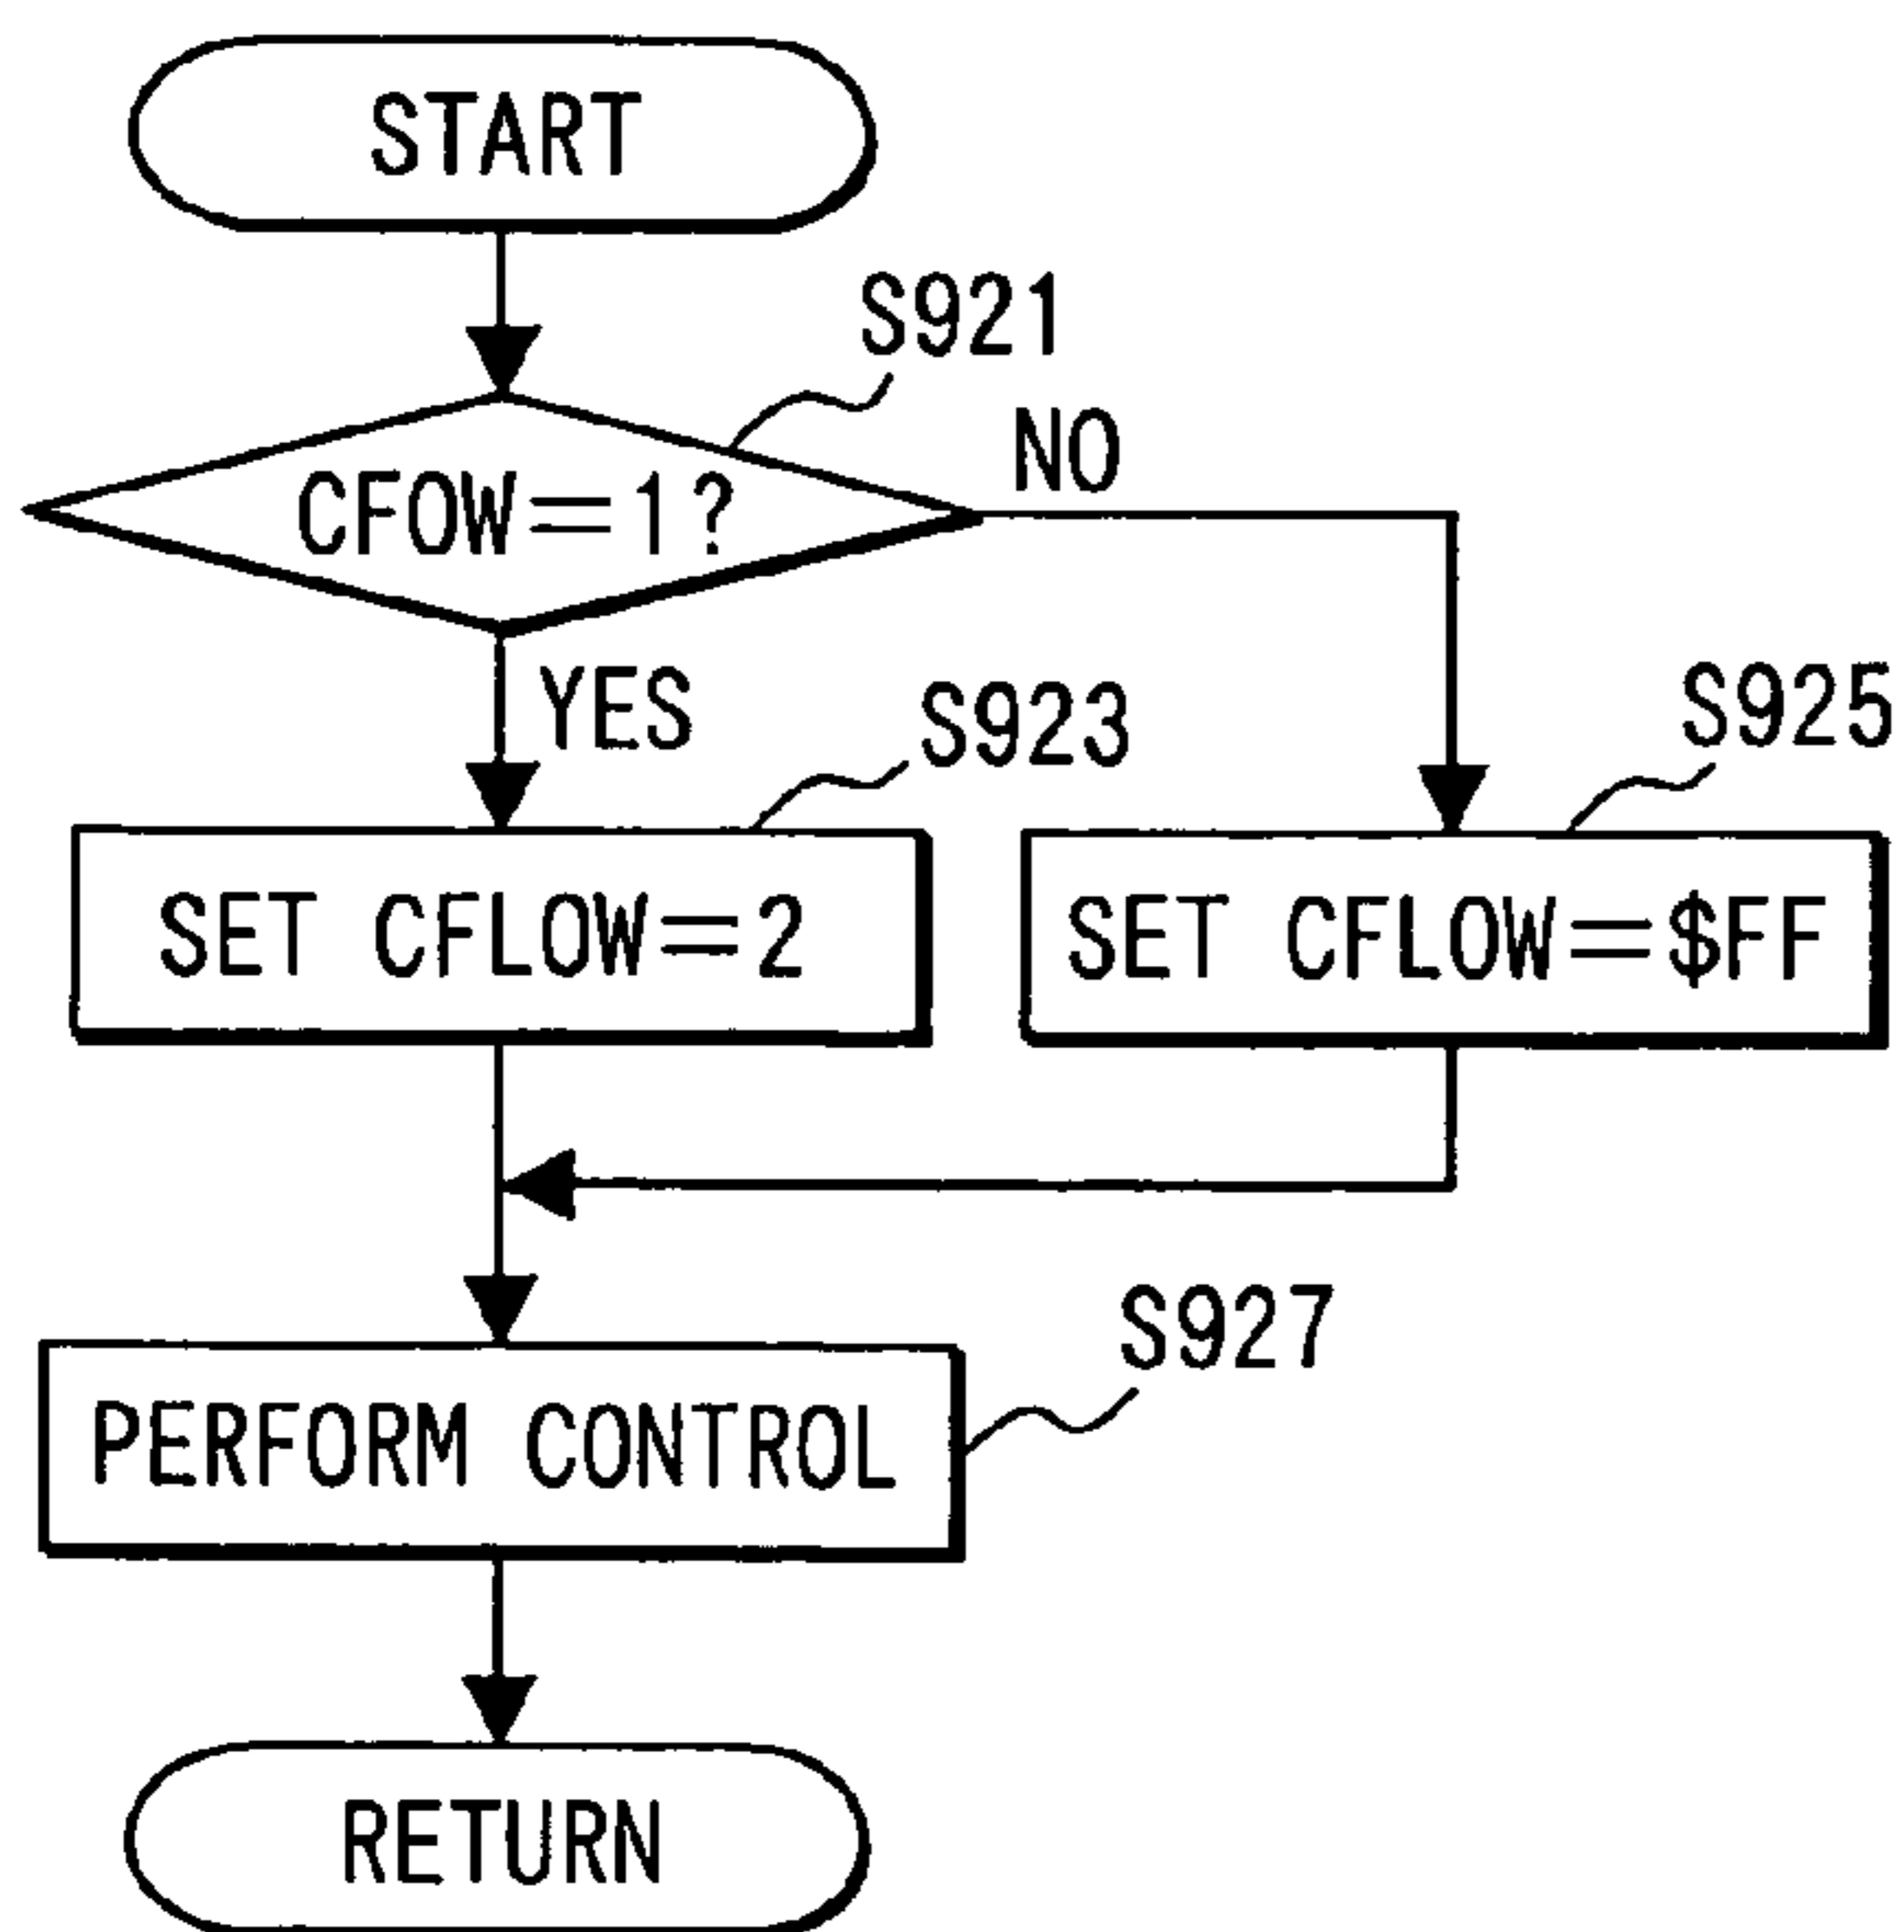 START
S921
CFOW=1?
NO
YES
S923
S925
SET CFLOW=2
SET CFLOW=$FF
S927
PERFORM CONTROL
RETURN